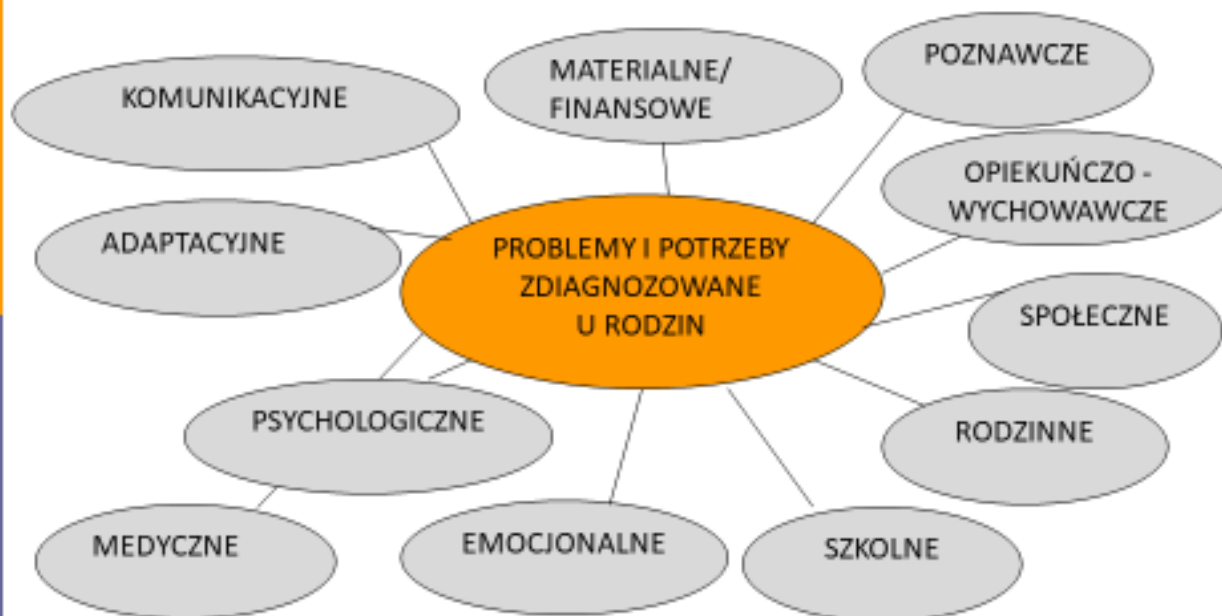 KOMUNIKACYJNE
MATERIALNE/
FINANSOWE
POZNAWCZE
OPIEKUŃCZO -
WYCHOWAWCZE
ADAPTACYJNE
PROBLEMY I POTRZEBY
ZDIAGNOZOWANE
U RODZIN
SPOŁECZNE
PSYCHOLOGICZNE
RODZINNE
MEDYCZNE
EMOCJONALNE
SZKOLNE